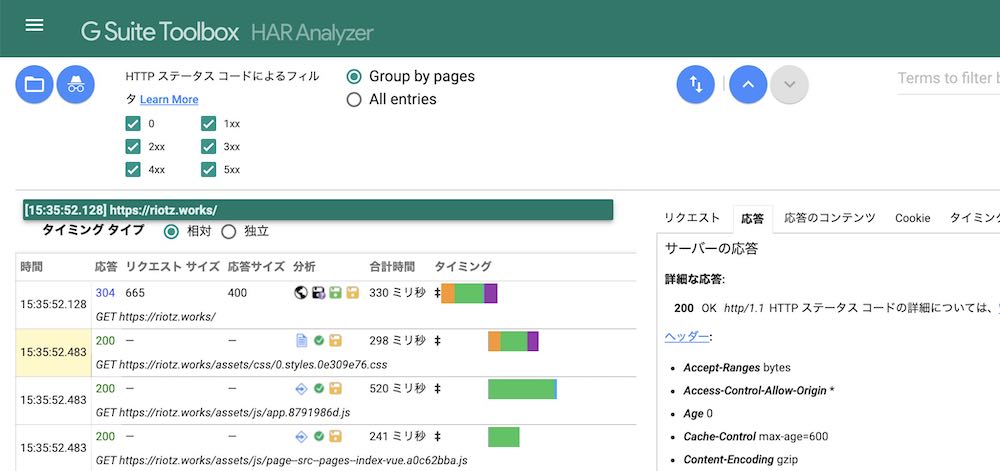 G Suite Toolbox HAR Analyzer
HTTP ステータス コードによるフィル
タ Learn More
0 1xx
2xx 3xx
4xx 5xx
Group by pages
All entries
Terms to filter
[15:35:52.128] https://riotz.works/
タイミング タイプ 相対 独立
時間 応答 リクエスト サイズ 応答サイズ 分析 合計時間 タイミング
15:35:52.128 304 665 400 330 ミリ秒 ‡
GET https://riotz.works/
15:35:52.483 200 — — 298 ミリ秒 ‡
GET https://riotz.works/assets/css/0.styles.0e309e76.css
15:35:52.483 200 — — 520 ミリ秒 ‡
GET https://riotz.works/assets/js/app.8791986d.js
15:35:52.483 200 — — 241 ミリ秒 ‡
GET https://riotz.works/assets/js/page--src--pages--index-vue.a0c62bba.js
リクエスト 応答 応答のコンテンツ Cookie タイミン
サーバーの応答
詳細な応答:
200 OK http/1.1 HTTP ステータス コードの詳細については、
ヘッダー:
• Accept-Ranges bytes
• Access-Control-Allow-Origin *
• Age 0
• Cache-Control max-age=600
• Content-Encoding gzip